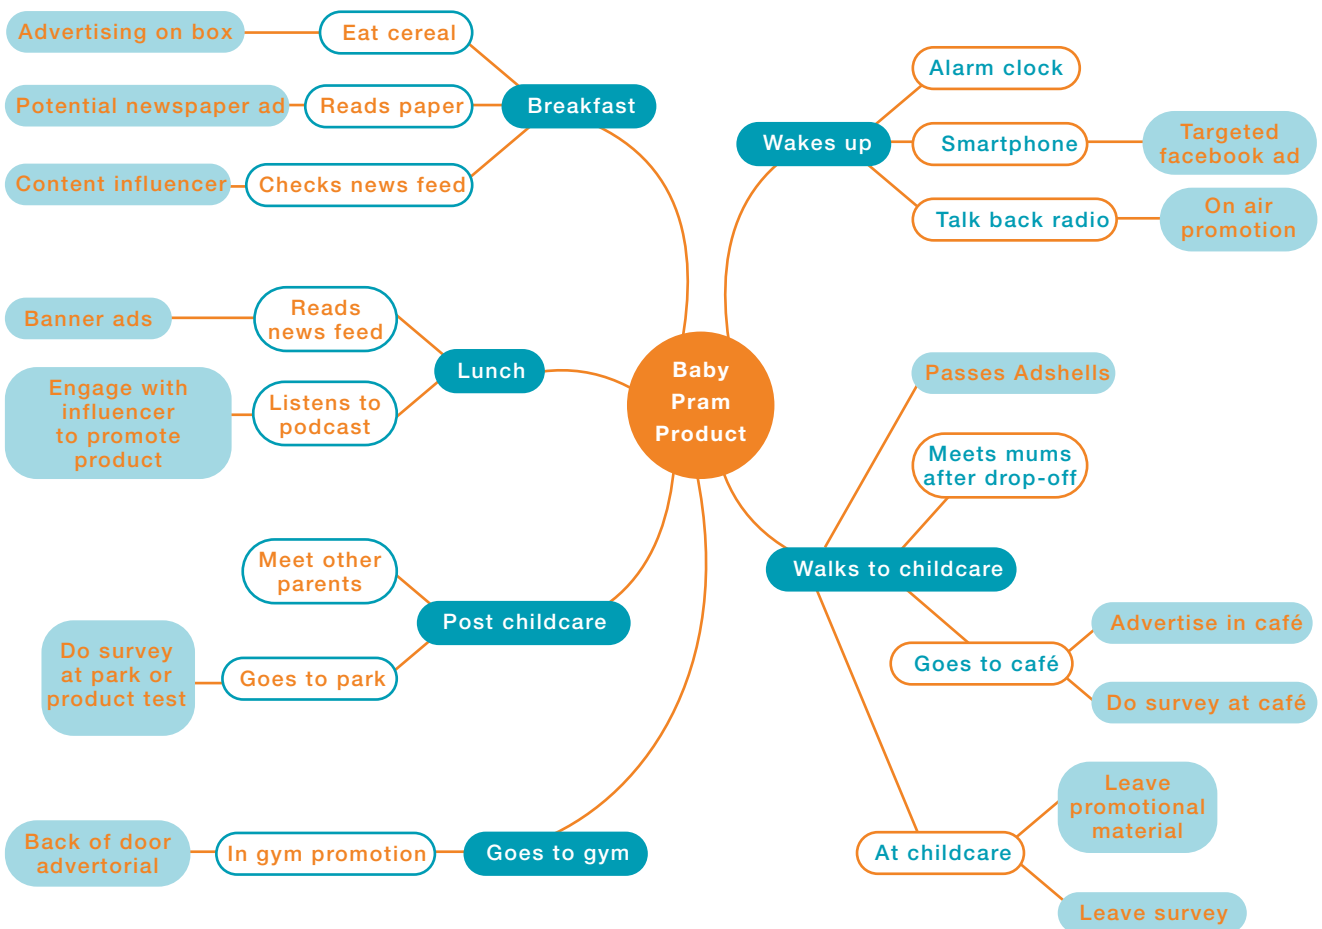 Baby
Pram
Product
Wakes up
Alarm clock
Smartphone
Targeted
facebook ad
Talk back radio
On air
promotion
Breakfast
Eat cereal
Advertising on box
Reads paper
Potential newspaper ad
Checks news feed
Content influencer
Lunch
Reads
news feed
Banner ads
Listens to
podcast
Engage with
influencer
to promote
product
Walks to childcare
Passes Adshells
Meets mums
after drop-off
Goes to café
Advertise in café
Do survey at café
At childcare
Leave
promotional
material
Leave survey
Post childcare
Meet other
parents
Goes to park
Do survey
at park or
product test
Goes to gym
In gym promotion
Back of door
advertorial